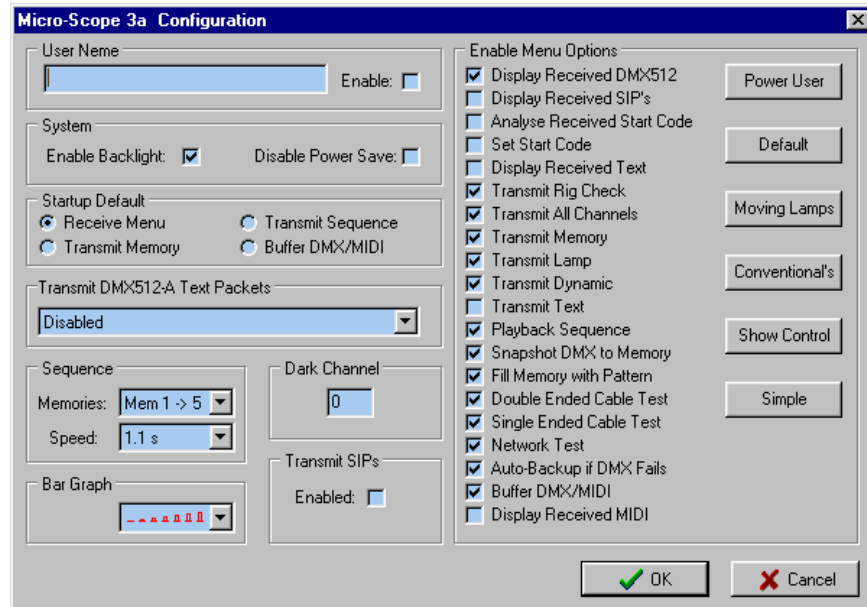 Micro-Scope 3a Configuration
User Neme
Enable:
System
Enable Backlight:
Disable Power Save:
Startup Default
Receive Menu
Transmit Sequence
Transmit Memory
Buffer DMX/MIDI
Transmit DMX512-A Text Packets
Disabled
Sequence
Memories: Mem 1 -> 5
Speed: 1.1 s
Dark Channel
0
Transmit SIPs
Enabled:
Bar Graph
Enable Menu Options
Display Received DMX512
Display Received SIP's
Analyse Received Start Code
Set Start Code
Display Received Text
Transmit Rig Check
Transmit All Channels
Transmit Memory
Transmit Lamp
Transmit Dynamic
Transmit Text
Playback Sequence
Snapshot DMX to Memory
Fill Memory with Pattern
Double Ended Cable Test
Single Ended Cable Test
Network Test
Auto-Backup if DMX Fails
Buffer DMX/MIDI
Display Received MIDI
Power User
Default
Moving Lamps
Conventional's
Show Control
Simple
OK
Cancel